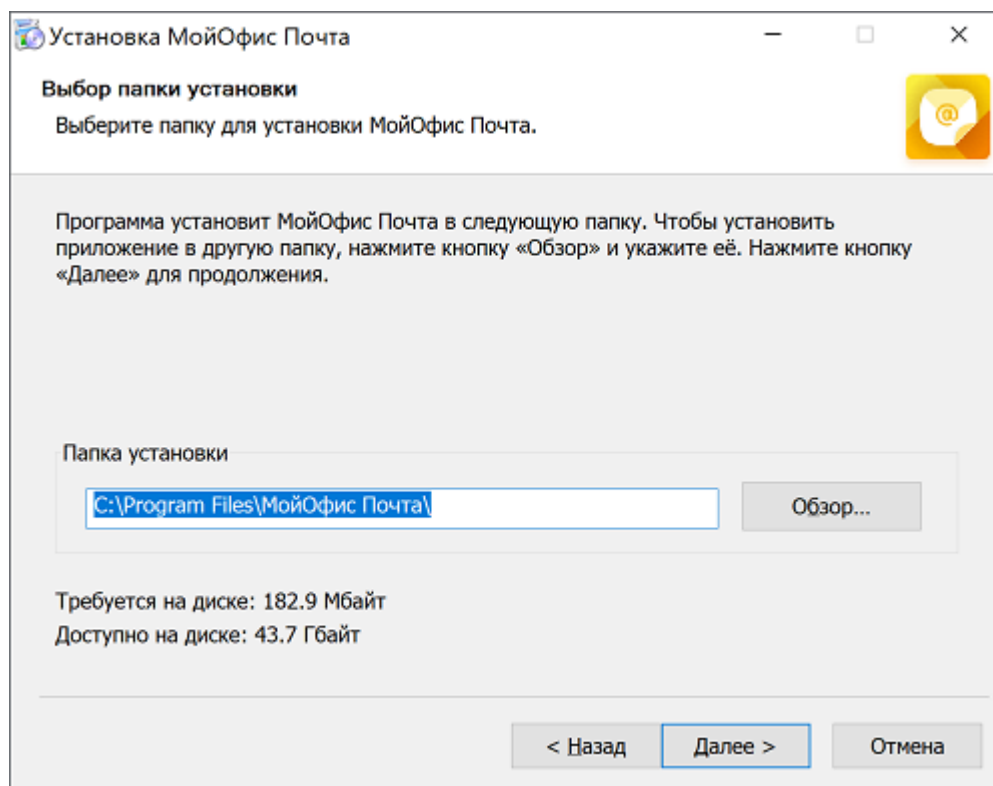 Установка МойОфис Почта
Выбор папки установки
Выберите папку для установки МойОфис Почта.
@
Программа установит МойОфис Почта в следующую папку. Чтобы установить
приложение в другую папку, нажмите кнопку «Обзор» и укажите её. Нажмите кнопку
«Далее» для продолжения.
Папка установки
C:\Program Files\МойОфис Почта\
Обзор...
Требуется на диске: 182.9 Мбайт
Доступно на диске: 43.7 Гбайт
< Назад
Далее >
Отмена